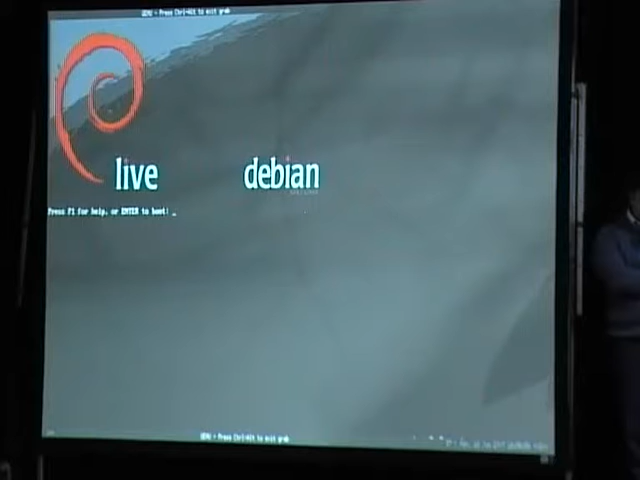 QEMU - Press Ctrl-Alt to exit grab
live debian
Press F1 for help, or ENTER to boot: _
QEMU - Press Ctrl-Alt to exit grab